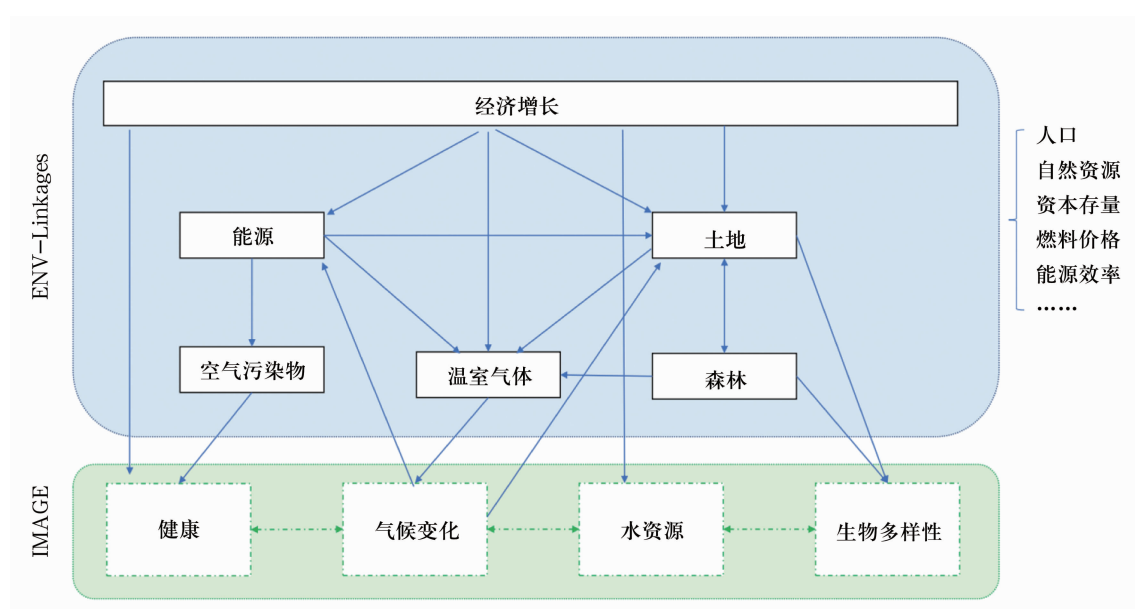 经济增长
ENV-Linkages
人口
自然资源
资本存量
燃料价格
能源效率
……
能源
土地
空气污染物
温室气体
森林
IMAGE
健康
气候变化
水资源
生物多样性